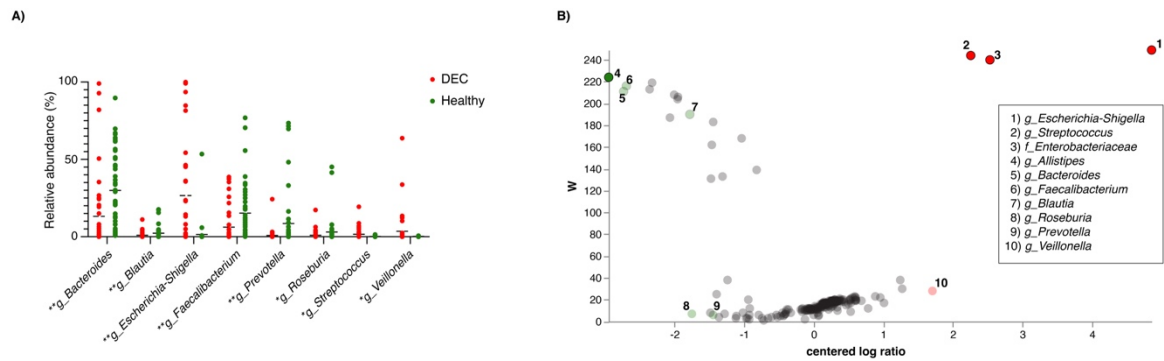 A)
Relative abundance (%)
100
50
0
DEC
Healthy
**g_Bacteroides
**g_Blautia
**g_Escherichia-Shigella
**g_Faecalibacterium
**g_Prevotella
*g_Roseburia
*g_Streptococcus
*g_Veillonella
B)
W
240
220
200
180
160
140
120
100
80
60
40
20
0
-2
-1
0
1
2
3
4
centered log ratio
1
2
3
4
5
6
7
8
9
10
1) g_Escherichia-Shigella
2) g_Streptococcus
3) f_Enterobacteriaceae
4) g_Allistipes
5) g_Bacteroides
6) g_Faecalibacterium
7) g_Blautia
8) g_Roseburia
9) g_Prevotella
10) g_Veillonella